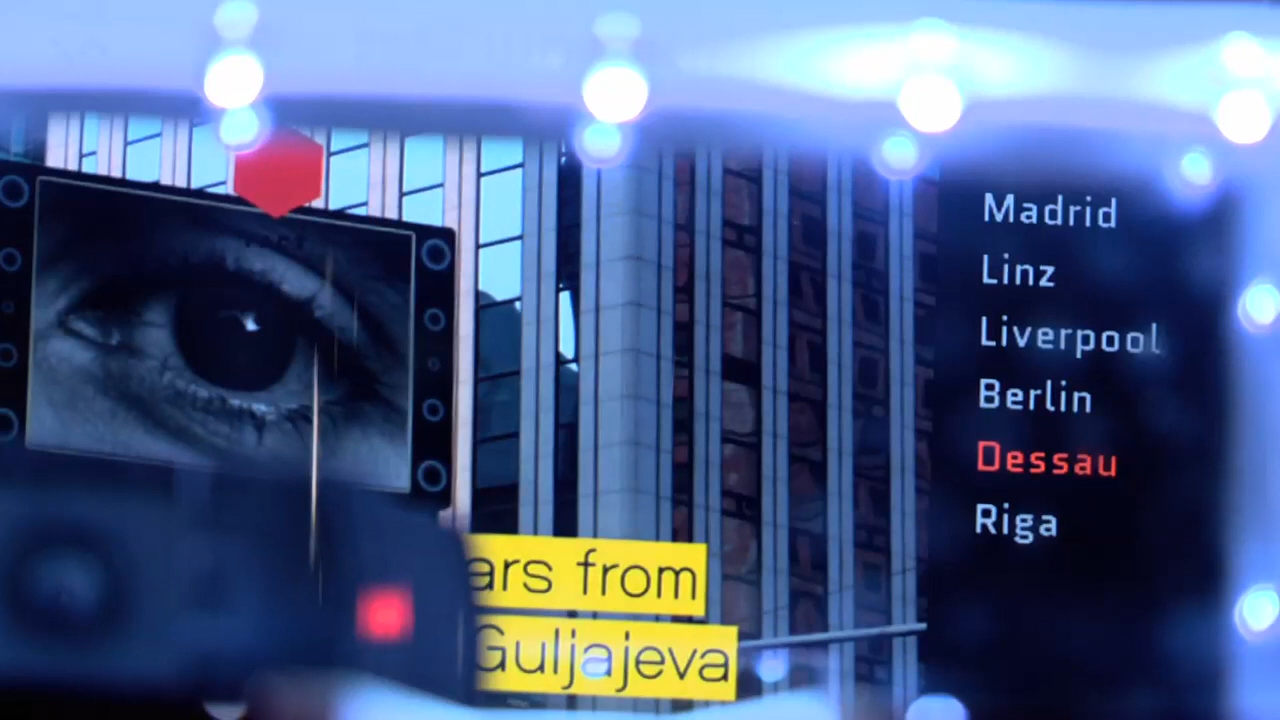 ars from
Guljajeva
Madrid
Linz
Liverpool
Berlin
Dessau
Riga